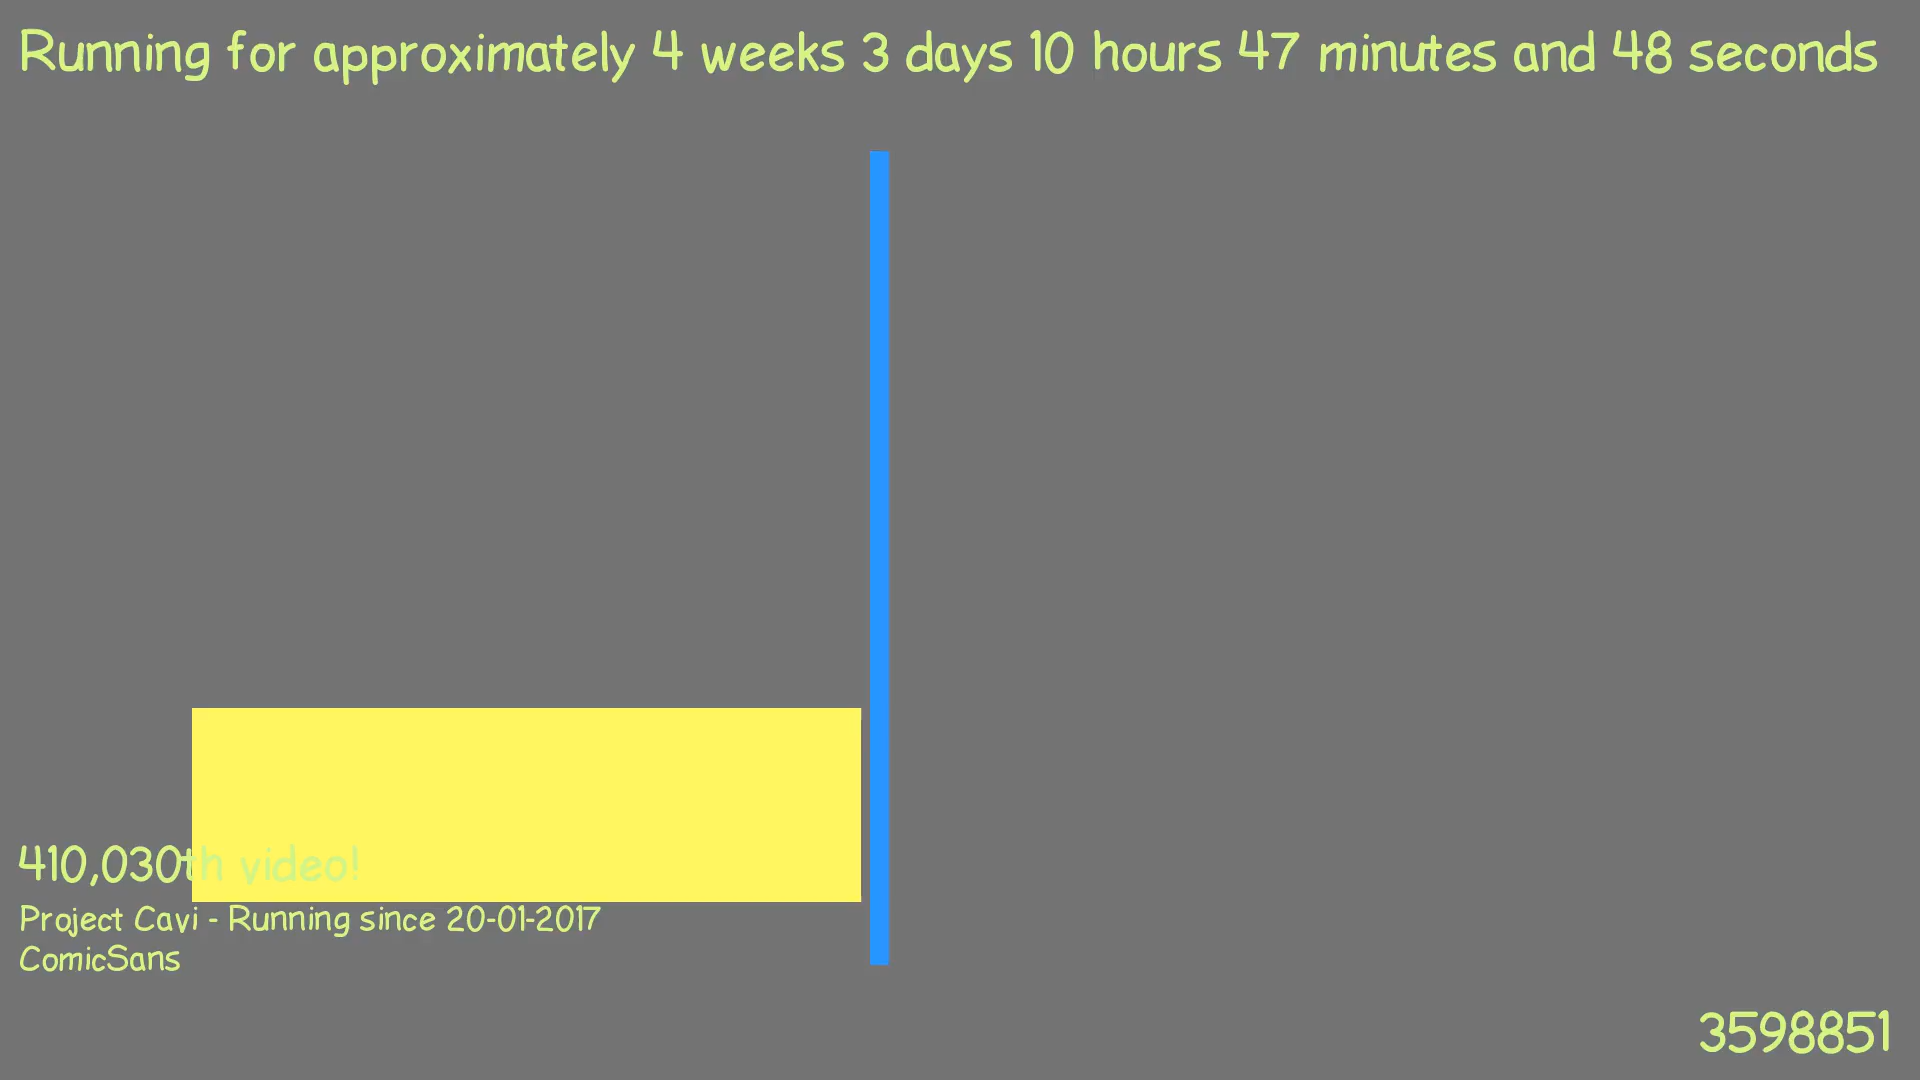 Running for approximately 4 weeks 3 days 10 hours 47 minutes and 48 seconds
410,030th video!
Project Cavi - Running since 20-01-2017
ComicSans
3598851